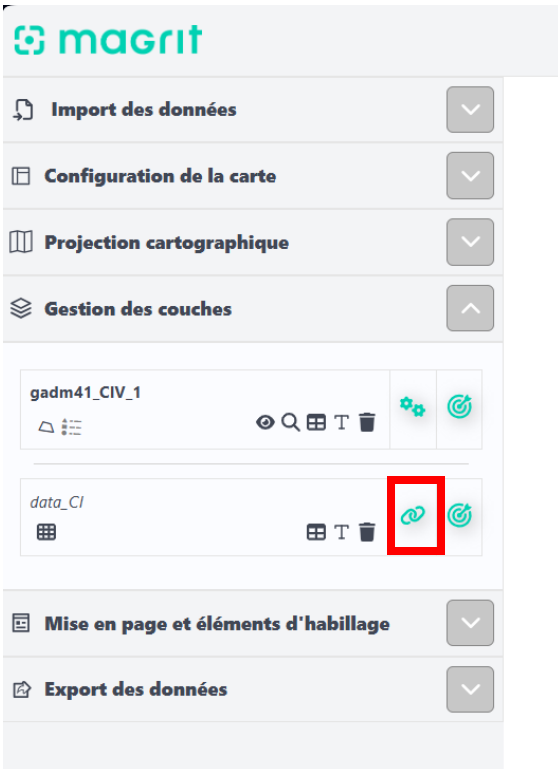 magrit
Import des données
Configuration de la carte
Projection cartographique
Gestion des couches
gadm41_CIV_1
data_CI
Mise en page et éléments d'habillage
Export des données